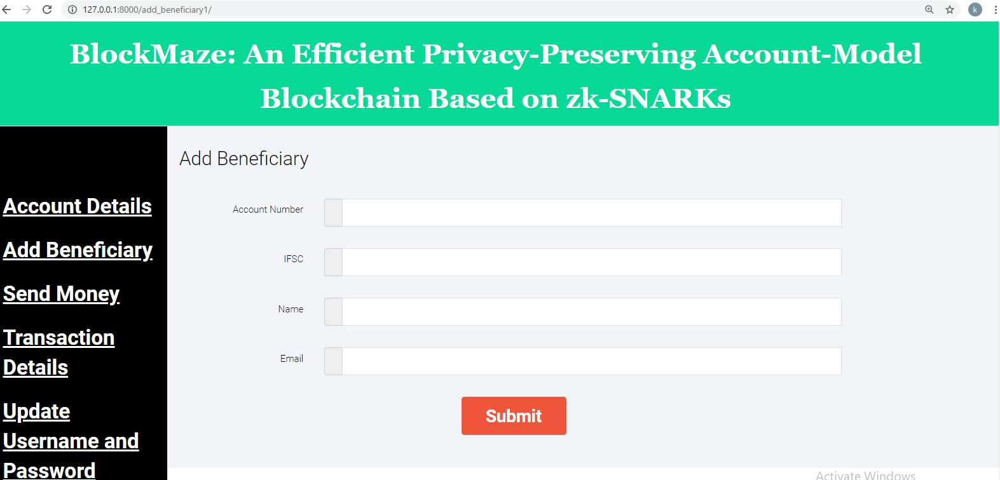 127.0.0.1:8000/add_beneficiary1/
k
BlockMaze: An Efficient Privacy-Preserving Account-Model
Blockchain Based on zk-SNARKs
Account Details
Add Beneficiary
Send Money
Transaction
Details
Update
Username and
Password
Add Beneficiary
Account Number
IFSC
Name
Email
Submit
Activate Windows